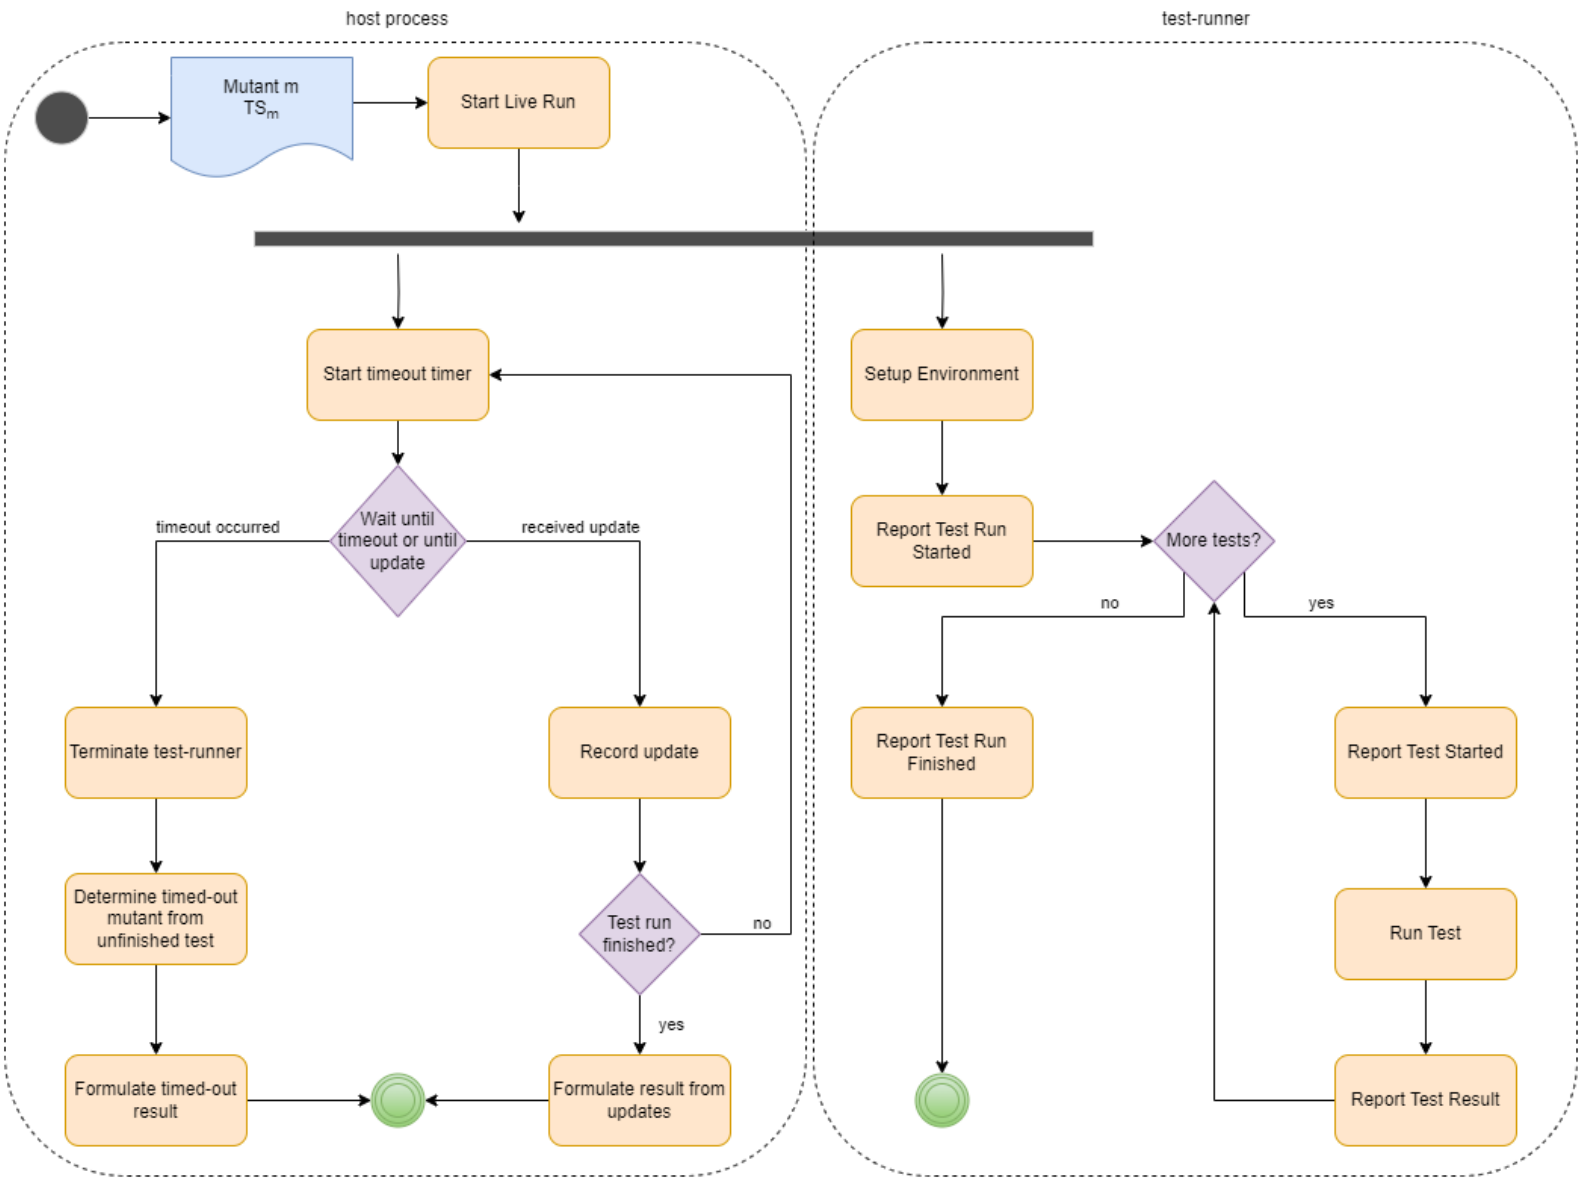 host process
test-runner
Mutant m
TSm
Start Live Run
Start timeout timer
Setup Environment
Wait until
timeout or until
update
timeout occurred
received update
Report Test Run
Started
More tests?
no
yes
Terminate test-runner
Record update
Report Test Run
Finished
Report Test Started
Determine timed-out
mutant from
unfinished test
Test run
finished?
no
Run Test
yes
Formulate timed-out
result
Formulate result from
updates
Report Test Result